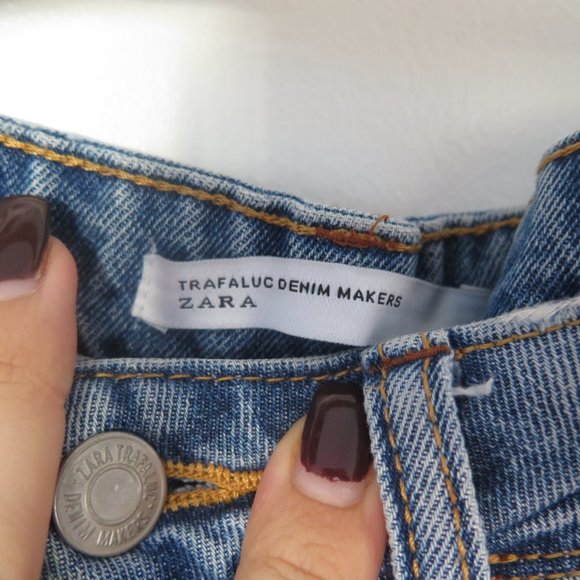 TRAFALUC DENIM MAKERS
ZARA
ZARA TRAFALUC
DENIM MAKERS